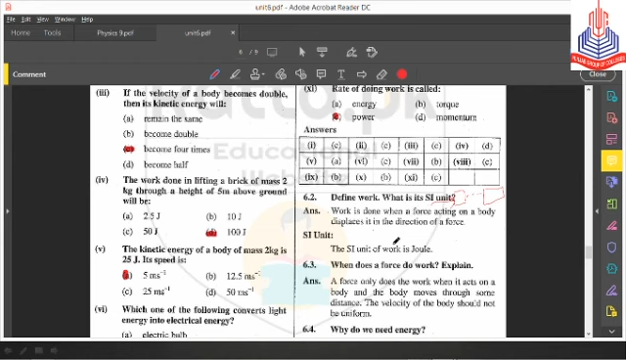 unit6.pdf - Adobe Acrobat Reader DC
File Edit View Window Help
Home Tools Physics 9.pdf unit6.pdf ×
6 / 9
Comment
Close
(iii) If the velocity of a body becomes double,
then its kinetic energy will:
(a) remain the same
(b) become double
become four times
(d) become half
(iv) The work done in lifting a brick of mass 2
kg through a height of 5m above ground
will be:
(a) 2.5 J (b) 10 J
(c) 50 J 100 J
(v) The kinetic energy of a body of mass 2kg is
25 J. Its speed is:
5 ms⁻¹ (b) 12.5 ms⁻¹
(c) 25 ms⁻¹ (d) 50 ms⁻¹
(vi) Which one of the following converts light
energy into electrical energy?
(a) electric bulb
(xi) Rate of doing work is called:
(a) energy (b) torque
power (d) momentum
Answers
(i) (c) (ii) (c) (iii) (c) (iv) (d)
(v) (a) (vi) (c) (vii) (b) (viii) (c)
(ix) (b) (x) (b) (xi) (c)
6.2. Define work. What is its SI unit?
Ans. Work is done when a force acting on a body
displaces it in the direction of a force.
SI Unit:
The SI unit of work is Joule.
6.3. When does a force do work? Explain.
Ans. A force only does the work when it acts on a
body and the body moves through some
distance. The velocity of the body should not
be uniform.
6.4. Why do we need energy?